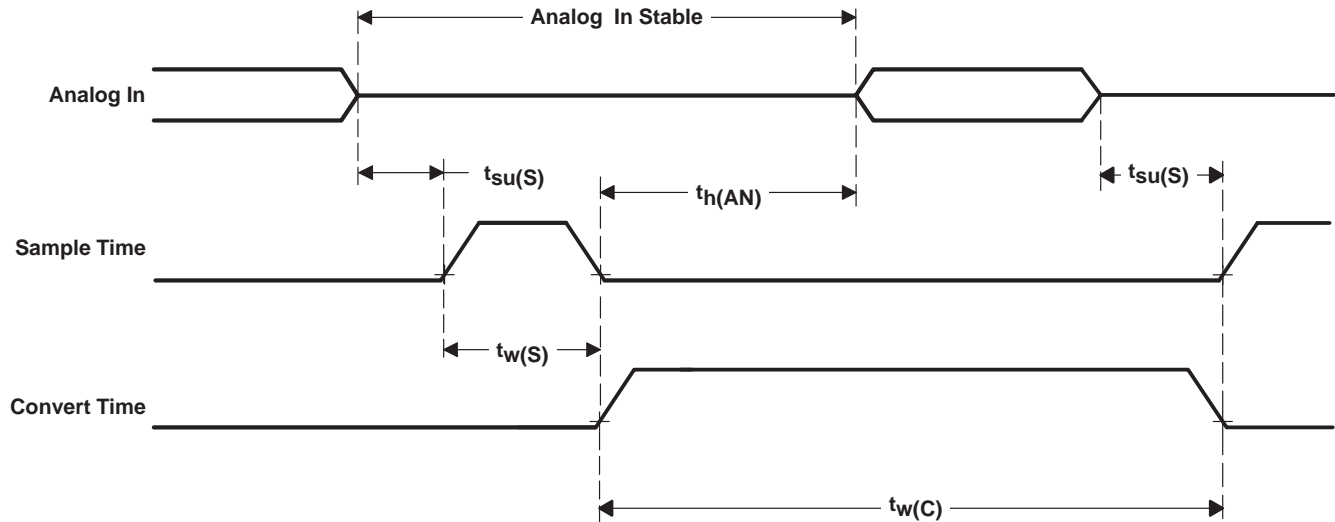 Analog In Stable
Analog In
tsu(S)
th(AN)
tsu(S)
Sample Time
tw(S)
Convert Time
tw(C)